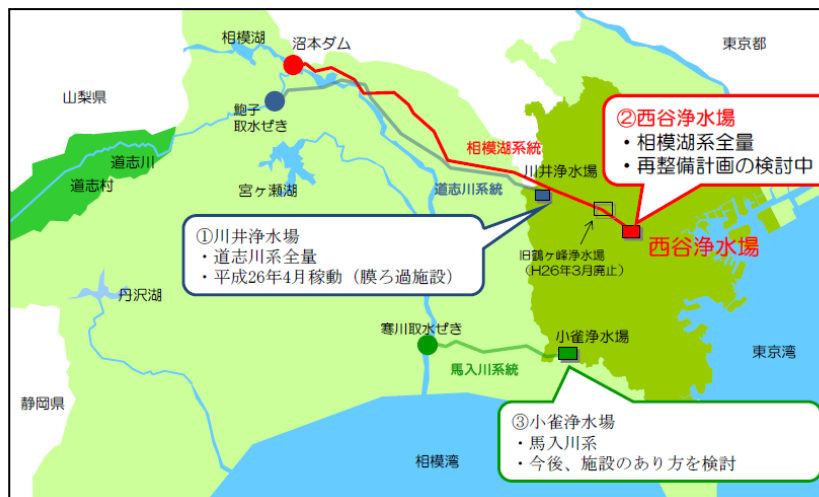 相模湖
沼本ダム
東京都
山梨県
鮑子
取水ぜき
②西谷浄水場
・相模湖系全量
・再整備計画の検討中
相模湖系統
川井浄水場
道志川
道志村
宮ヶ瀬湖
道志川系統
①川井浄水場
・道志川系全量
・平成26年4月稼動（膜ろ過施設）
旧鶴ヶ峰浄水場
（H26年3月廃止）
西谷浄水場
丹沢湖
寒川取水ぜき
小雀浄水場
東京湾
馬入川系統
静岡県
③小雀浄水場
・馬入川系
・今後、施設のあり方を検討
相模湾